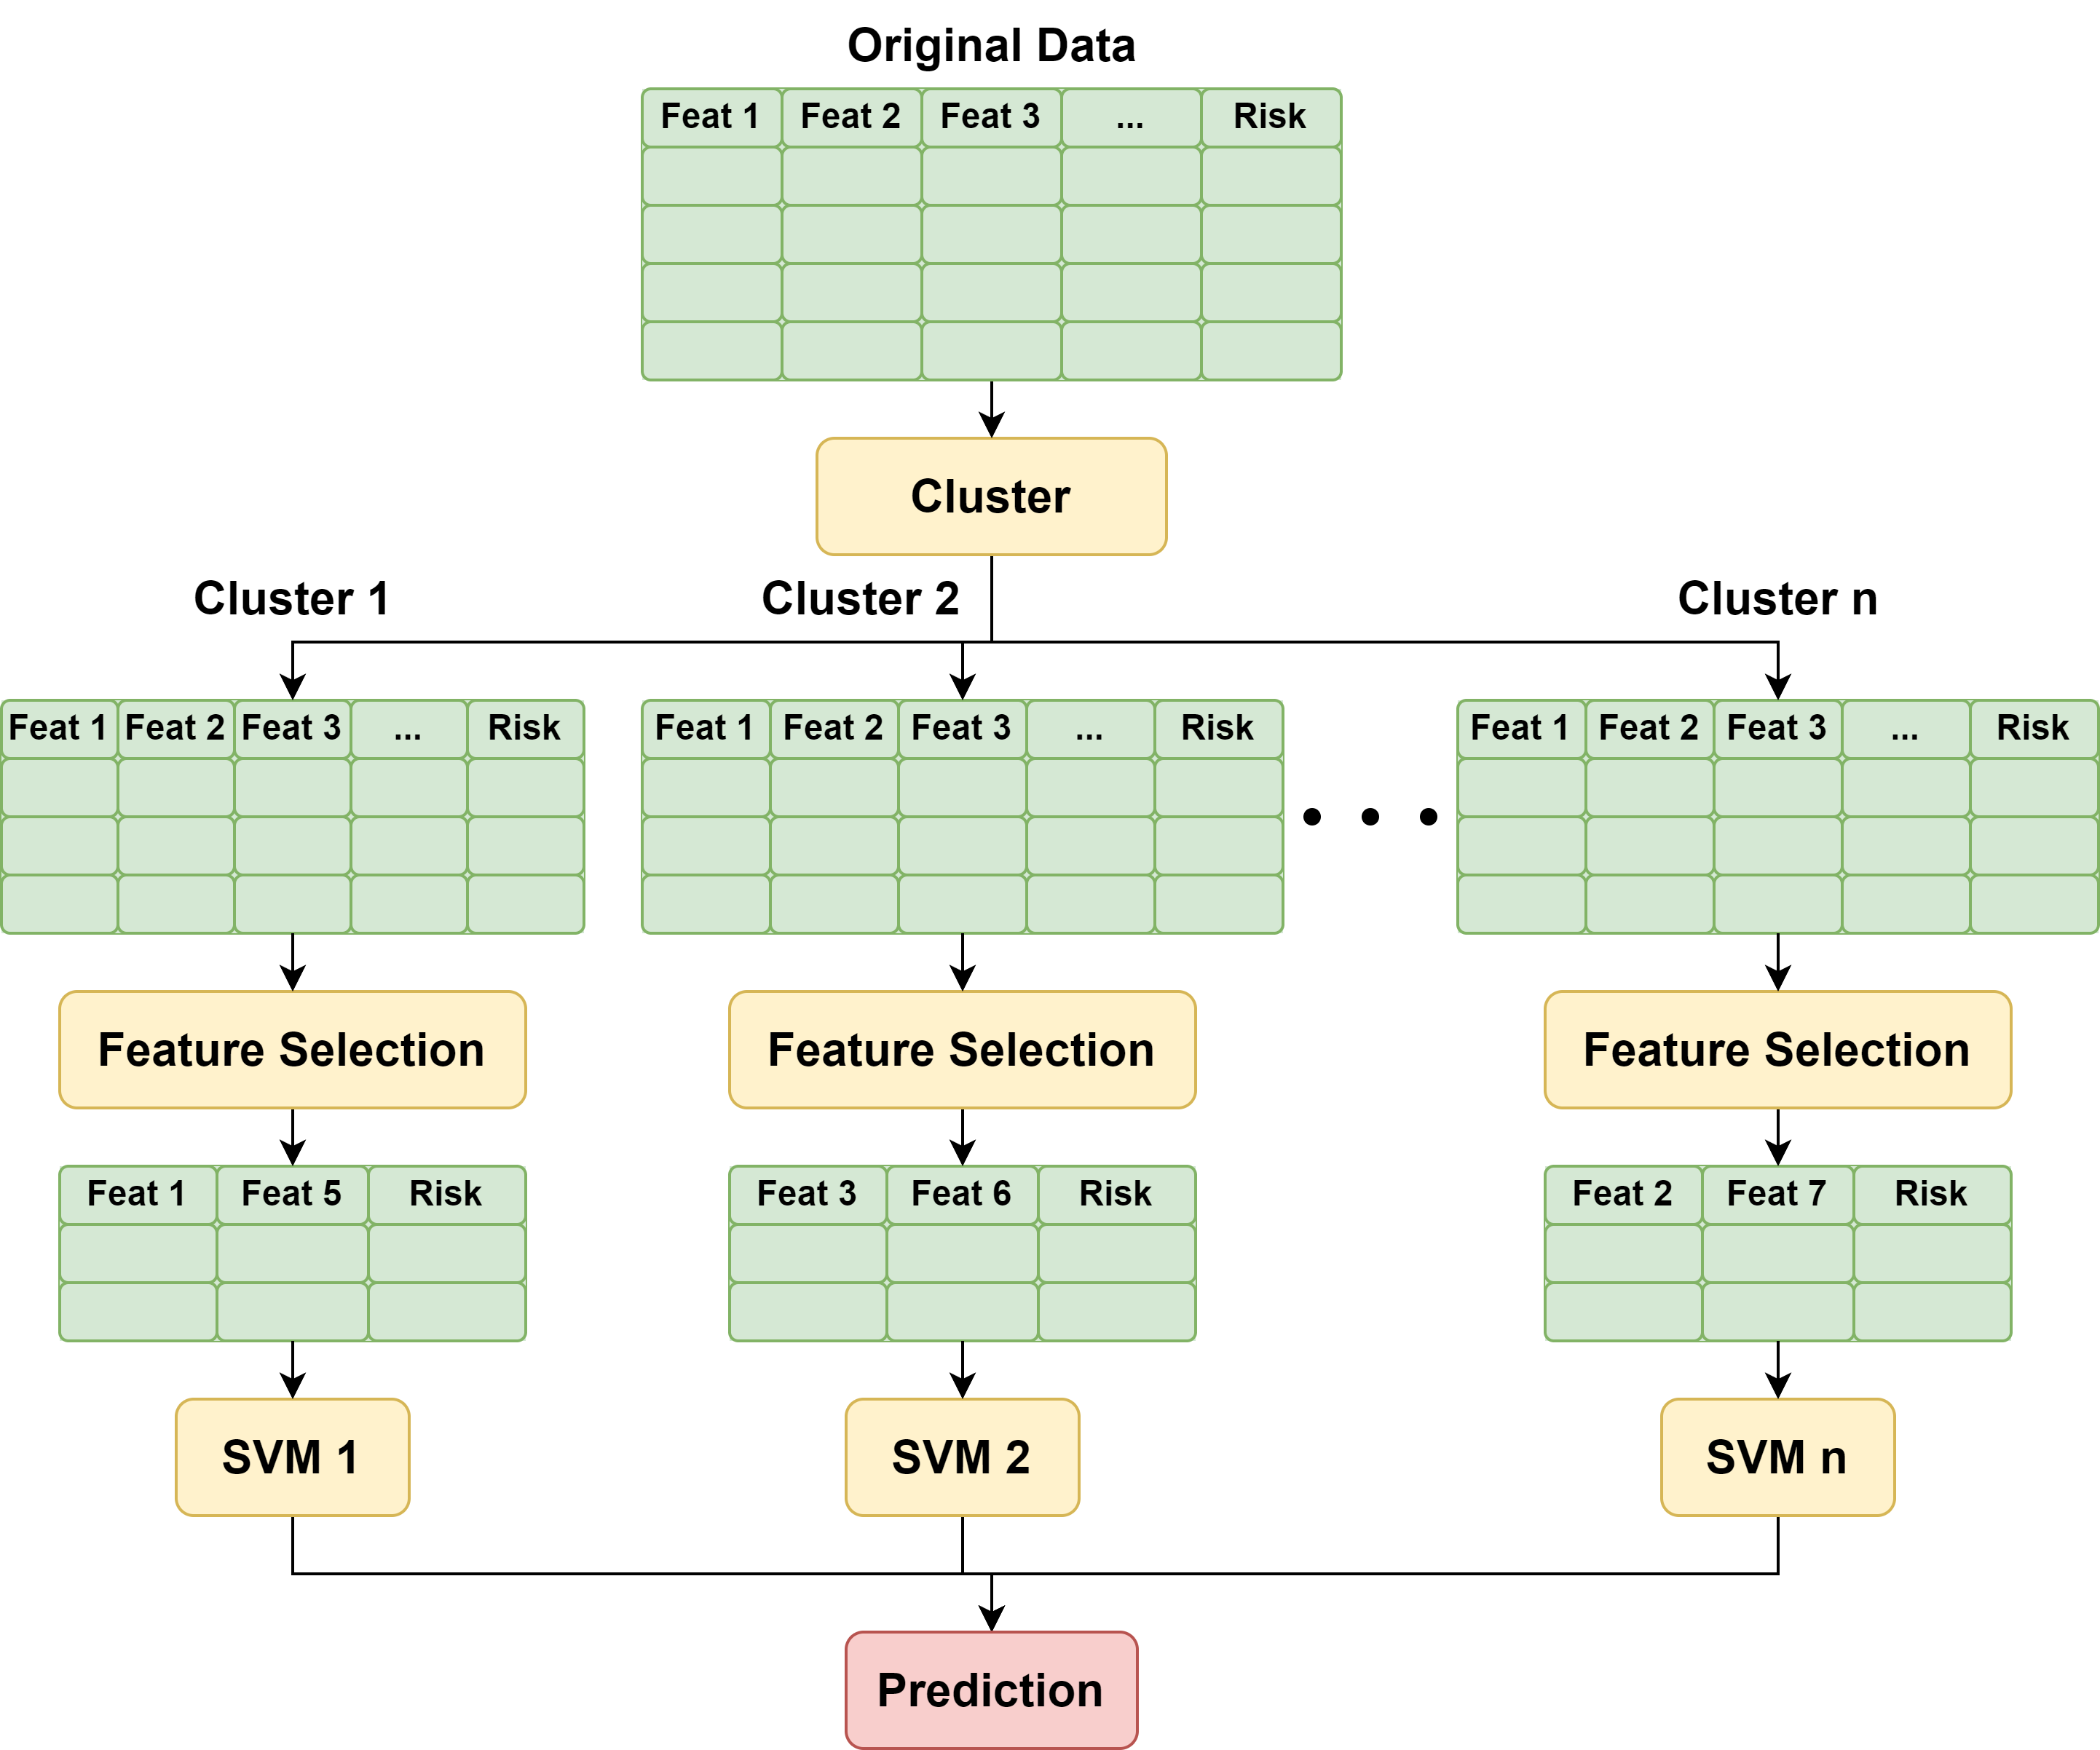 Original Data
Feat 1 Feat 2 Feat 3 ... Risk
Cluster
Cluster 1 Cluster 2 Cluster n
Feat 1 Feat 2 Feat 3 ... Risk Feat 1 Feat 2 Feat 3 ... Risk Feat 1 Feat 2 Feat 3 ... Risk
Feature Selection Feature Selection Feature Selection
Feat 1 Feat 5 Risk Feat 3 Feat 6 Risk Feat 2 Feat 7 Risk
SVM 1 SVM 2 SVM n
Prediction